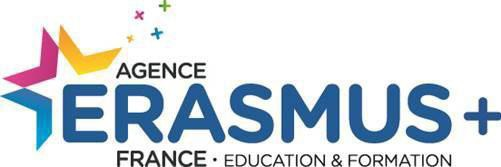 AGENCE
ERASMUS+
FRANCE • EDUCATION & FORMATION